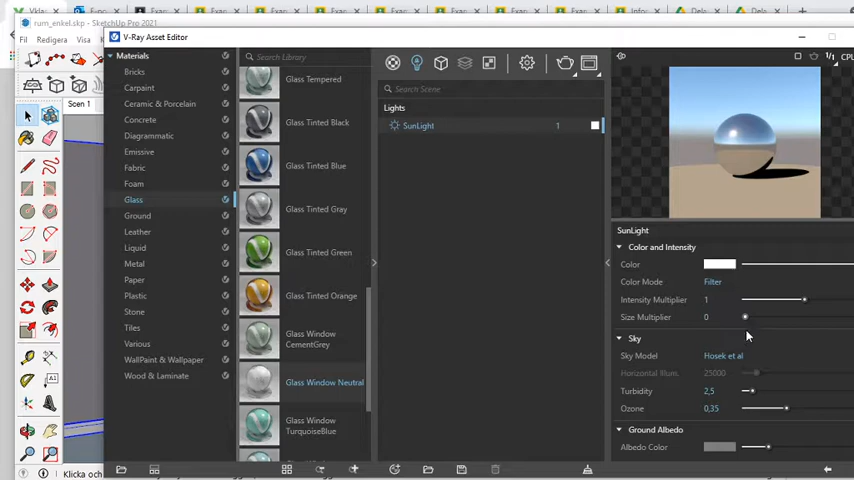 rum_enkel.skp - SketchUp Pro 2021
Fil Redigera Visa
Scen 1
V-Ray Asset Editor
Materials
Bricks
Carpaint
Ceramic & Porcelain
Concrete
Diagrammatic
Emissive
Fabric
Foam
Glass
Ground
Leather
Liquid
Metal
Paper
Plastic
Stone
Tiles
Various
WallPaint & Wallpaper
Wood & Laminate
Search Library
Glass Tempered
Glass Tinted Black
Glass Tinted Blue
Glass Tinted Gray
Glass Tinted Green
Glass Tinted Orange
Glass Window
CementGrey
Glass Window Neutral
Glass Window
TurquoiseBlue
Search Scene
Lights
SunLight 1
1/1 CPU
SunLight
Color and Intensity
Color
Color Mode Filter
Intensity Multiplier 1
Size Multiplier 0
Sky
Sky Model Hosek et al
Horizontal Illum. 25000
Turbidity 2,5
Ozone 0,35
Ground Albedo
Albedo Color
Klicka och